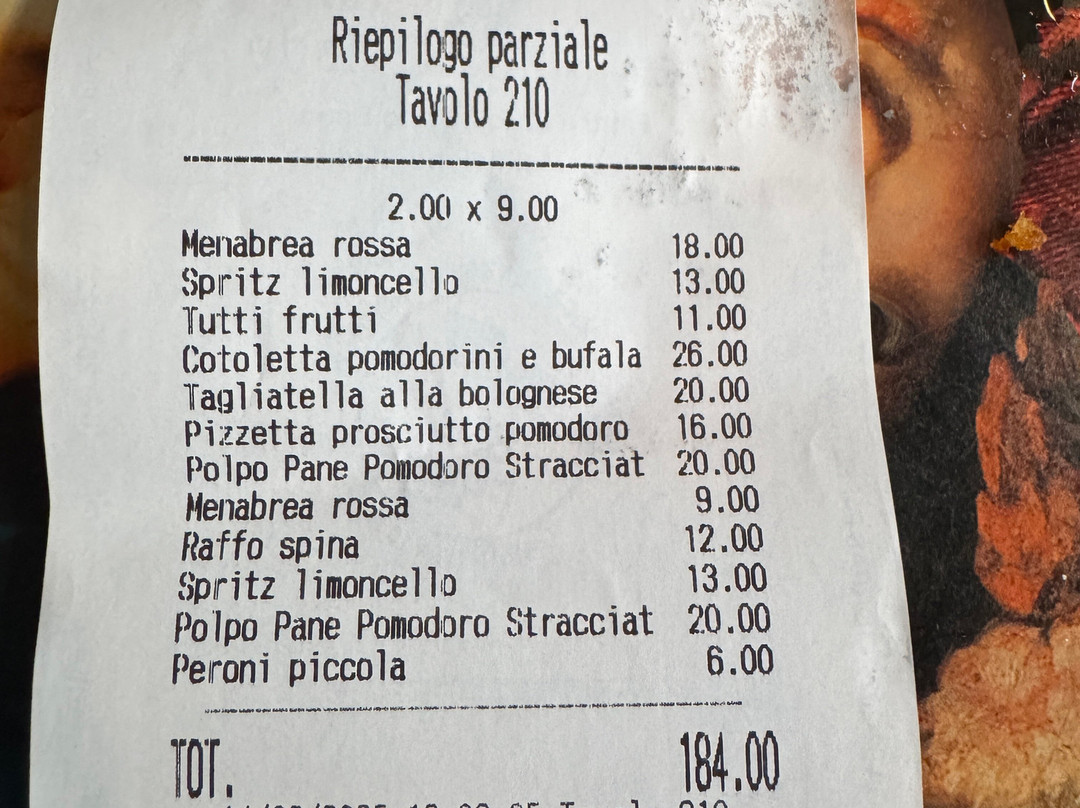 Riepilogo parziale
Tavolo 210
2.00 x 9.00
Menabrea rossa 18.00
Spritz limoncello 13.00
Tutti frutti 11.00
Cotoletta pomodorini e bufala 26.00
Tagliatella alla bolognese 20.00
Pizzetta prosciutto pomodoro 16.00
Polpo Pane Pomodoro Stracciat 20.00
Menabrea rossa 9.00
Raffo spina 12.00
Spritz limoncello 13.00
Polpo Pane Pomodoro Stracciat 20.00
Peroni piccola 6.00
TOT. 184.00